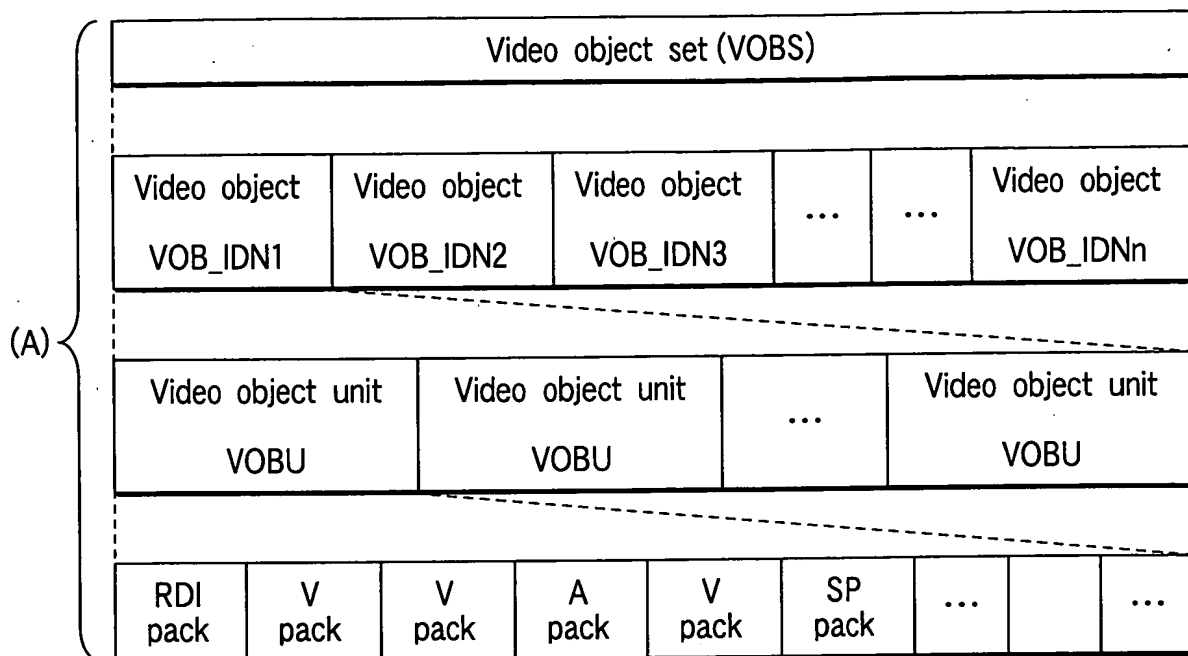 Video object set (VOBS)
Video object Video object Video object ... ... Video object
VOB_IDN1 VOB_IDN2 VOB_IDN3 VOB_IDNn
(A)
Video object unit Video object unit ... Video object unit
VOBU VOBU VOBU
RDI V V A V SP ... ...
pack pack pack pack pack pack